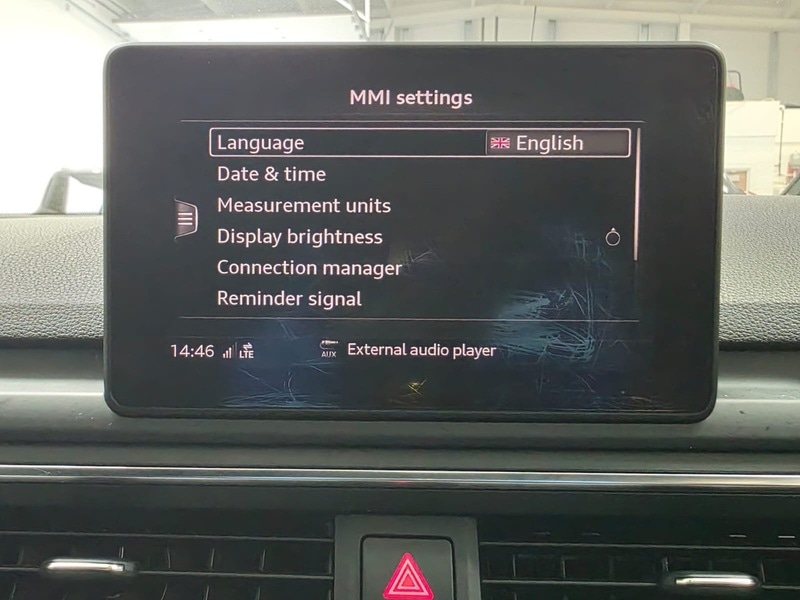 MMI settings
Language English
Date & time
Measurement units
Display brightness
Connection manager
Reminder signal
14:46 LTE AUX External audio player